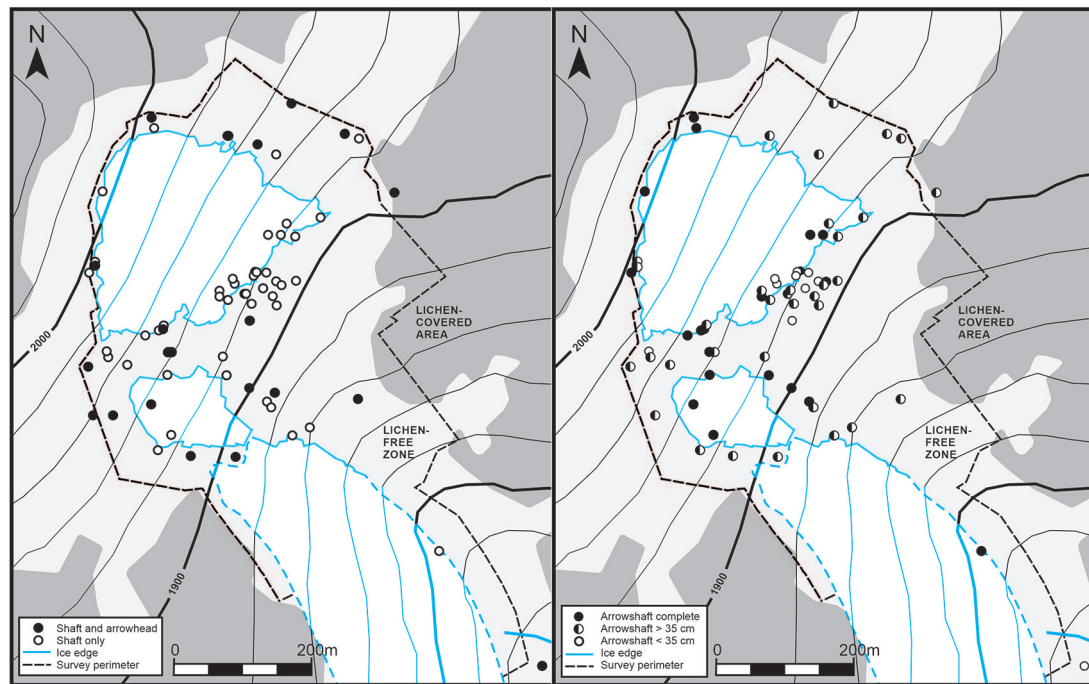 N
LICHEN-
COVERED
AREA
2000
LICHEN-
FREE
ZONE
1900
Shaft and arrowhead
Shaft only
Ice edge
Survey perimeter
0
200m
N
LICHEN-
COVERED
AREA
2000
LICHEN-
FREE
ZONE
1900
Arrowshaft complete
Arrowshaft > 35 cm
Arrowshaft < 35 cm
Ice edge
Survey perimeter
0
200m